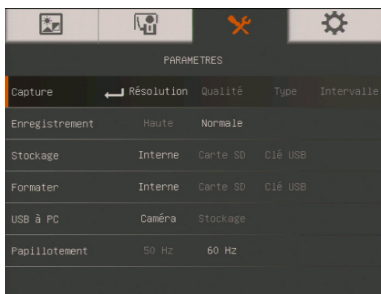 PARAMETRES
Capture Résolution Qualité Type Intervalle
Enregistrement Haute Normale
Stockage Interne Carte SD Clé USB
Formater Interne Carte SD Clé USB
USB à PC Caméra Stockage
Papillotement 50 Hz 60 Hz